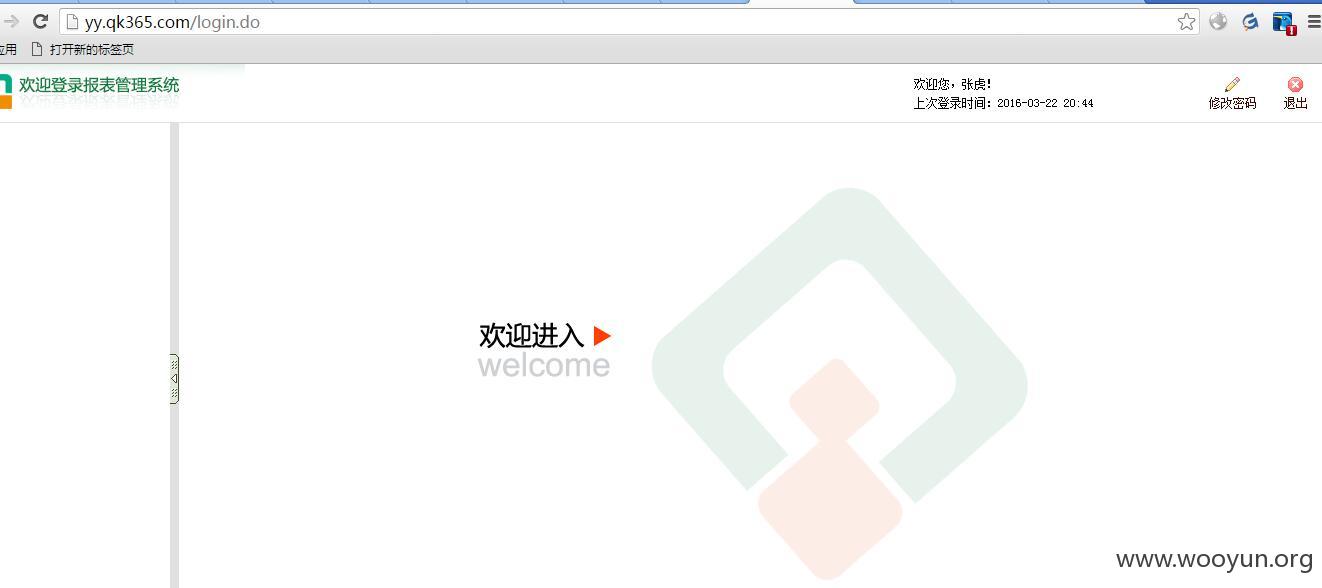 yy.qk365.com/login.do
应用 打开新的标签页
欢迎登录报表管理系统
欢迎您，张虎！
上次登录时间：2016-03-22 20:44
修改密码 退出
欢迎进入
welcome
www.wooyun.org